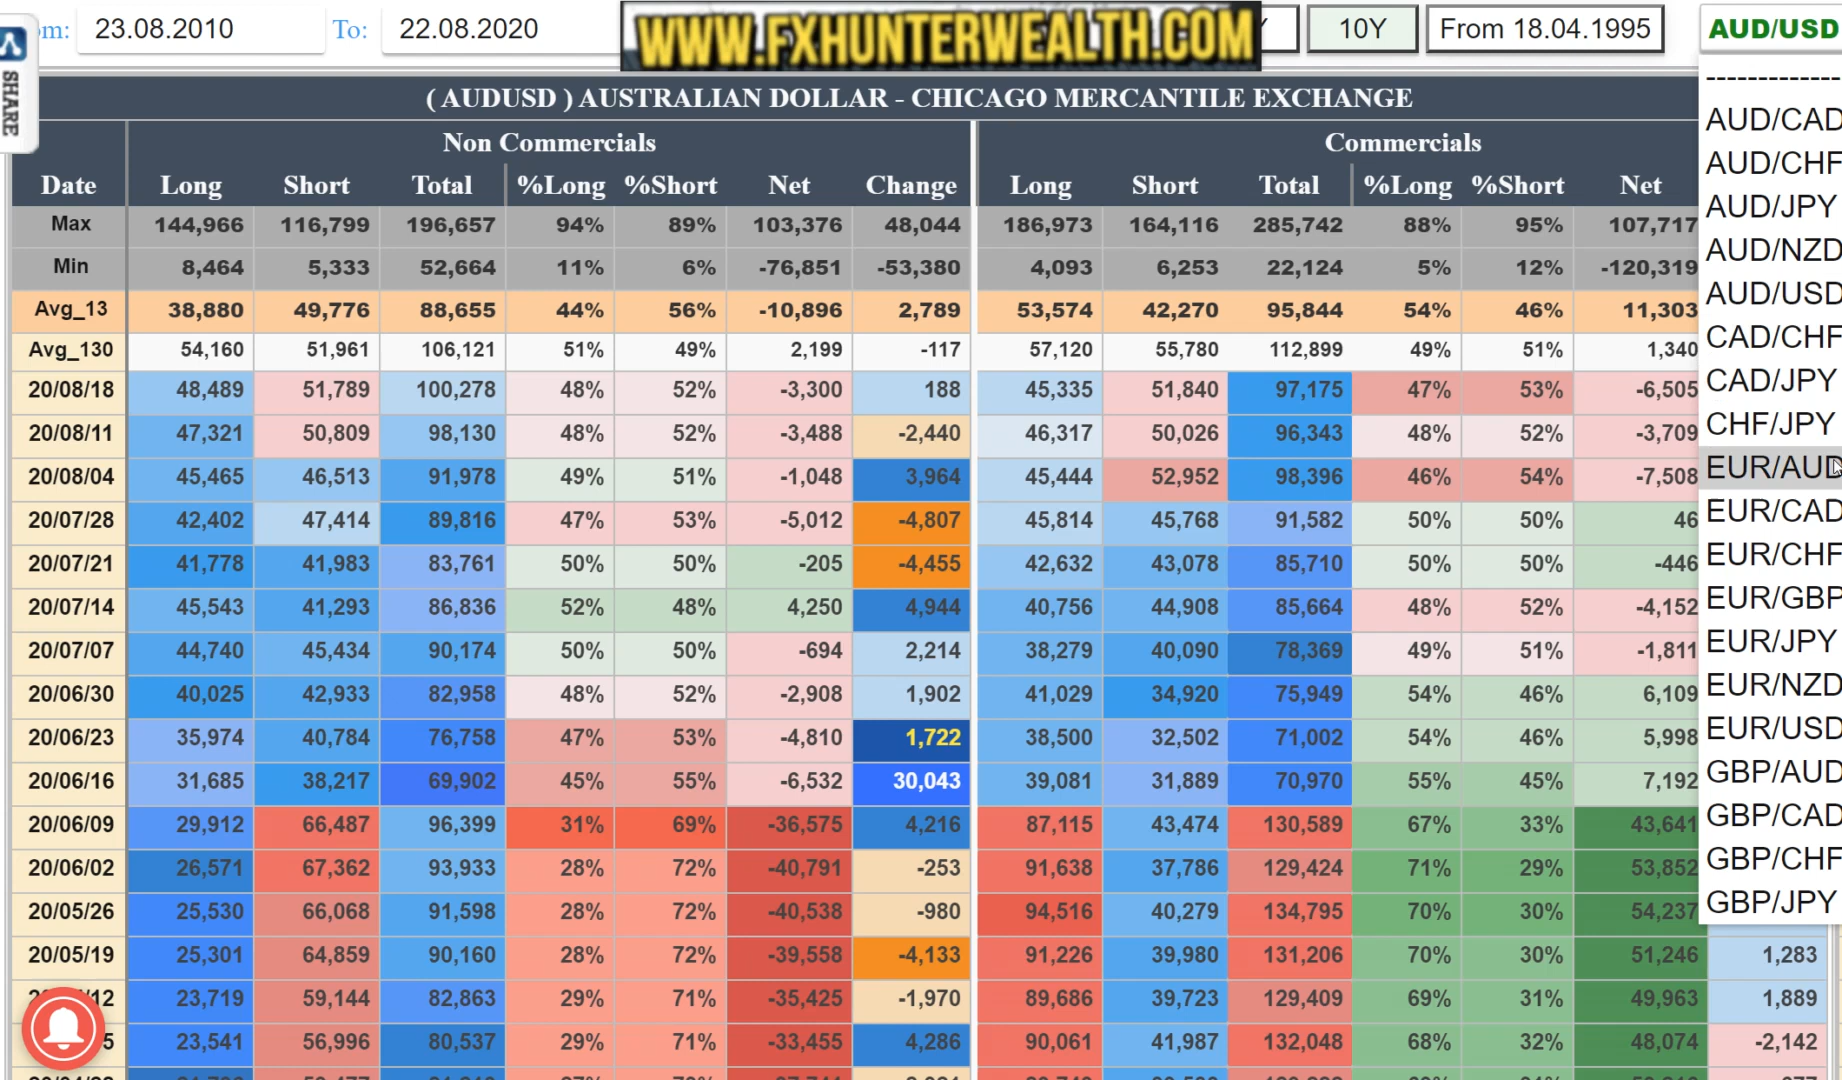 om: 23.08.2010 To: 22.08.2020 WWW.FXHUNTERWEALTH.COM Y 10Y From 18.04.1995 AUD/USD
SHARE
-------------
( AUDUSD ) AUSTRALIAN DOLLAR - CHICAGO MERCANTILE EXCHANGE
AUD/CAD
Non Commercials Commercials
AUD/CHF
Date Long Short Total %Long %Short Net Change Long Short Total %Long %Short Net
AUD/JPY
Max 144,966 116,799 196,657 94% 89% 103,376 48,044 186,973 164,116 285,742 88% 95% 107,717
AUD/NZD
Min 8,464 5,333 52,664 11% 6% -76,851 -53,380 4,093 6,253 22,124 5% 12% -120,319
AUD/USD
Avg_13 38,880 49,776 88,655 44% 56% -10,896 2,789 53,574 42,270 95,844 54% 46% 11,303
CAD/CHF
Avg_130 54,160 51,961 106,121 51% 49% 2,199 -117 57,120 55,780 112,899 49% 51% 1,340
CAD/JPY
20/08/18 48,489 51,789 100,278 48% 52% -3,300 188 45,335 51,840 97,175 47% 53% -6,505
CHF/JPY
20/08/11 47,321 50,809 98,130 48% 52% -3,488 -2,440 46,317 50,026 96,343 48% 52% -3,709
EUR/AUD
20/08/04 45,465 46,513 91,978 49% 51% -1,048 3,964 45,444 52,952 98,396 46% 54% -7,508
EUR/CAD
20/07/28 42,402 47,414 89,816 47% 53% -5,012 -4,807 45,814 45,768 91,582 50% 50% 46
EUR/CHF
20/07/21 41,778 41,983 83,761 50% 50% -205 -4,455 42,632 43,078 85,710 50% 50% -446
EUR/GBP
20/07/14 45,543 41,293 86,836 52% 48% 4,250 4,944 40,756 44,908 85,664 48% 52% -4,152
EUR/JPY
20/07/07 44,740 45,434 90,174 50% 50% -694 2,214 38,279 40,090 78,369 49% 51% -1,811
EUR/NZD
20/06/30 40,025 42,933 82,958 48% 52% -2,908 1,902 41,029 34,920 75,949 54% 46% 6,109
EUR/USD
20/06/23 35,974 40,784 76,758 47% 53% -4,810 1,722 38,500 32,502 71,002 54% 46% 5,998
GBP/AUD
20/06/16 31,685 38,217 69,902 45% 55% -6,532 30,043 39,081 31,889 70,970 55% 45% 7,192
GBP/CAD
20/06/09 29,912 66,487 96,399 31% 69% -36,575 4,216 87,115 43,474 130,589 67% 33% 43,641
GBP/CHF
20/06/02 26,571 67,362 93,933 28% 72% -40,791 -253 91,638 37,786 129,424 71% 29% 53,852
GBP/JPY
20/05/26 25,530 66,068 91,598 28% 72% -40,538 -980 94,516 40,279 134,795 70% 30% 54,237
20/05/19 25,301 64,859 90,160 28% 72% -39,558 -4,133 91,226 39,980 131,206 70% 30% 51,246 1,283
12 23,719 59,144 82,863 29% 71% -35,425 -1,970 89,686 39,723 129,409 69% 31% 49,963 1,889
5 23,541 56,996 80,537 29% 71% -33,455 4,286 90,061 41,987 132,048 68% 32% 48,074 -2,142